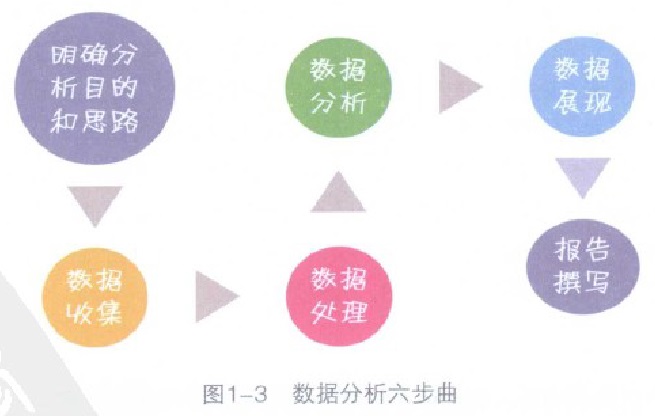 明确分
析目的
和思路
数据
收集
数据
处理
数据
分析
数据
展现
报告
撰写
图1-3 数据分析六步曲